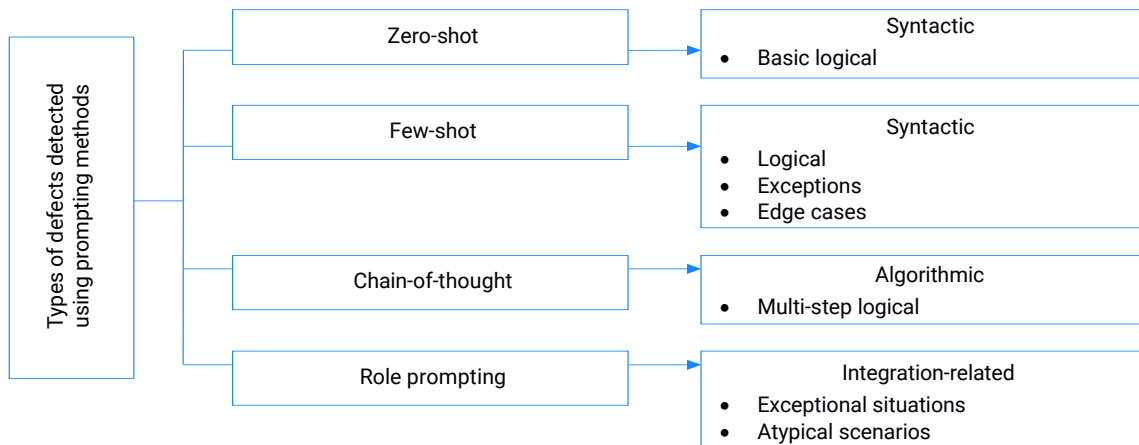 Types of defects detected
using prompting methods
Zero-shot
Syntactic
• Basic logical
Few-shot
Syntactic
• Logical
• Exceptions
• Edge cases
Chain-of-thought
Algorithmic
• Multi-step logical
Role prompting
Integration-related
• Exceptional situations
• Atypical scenarios